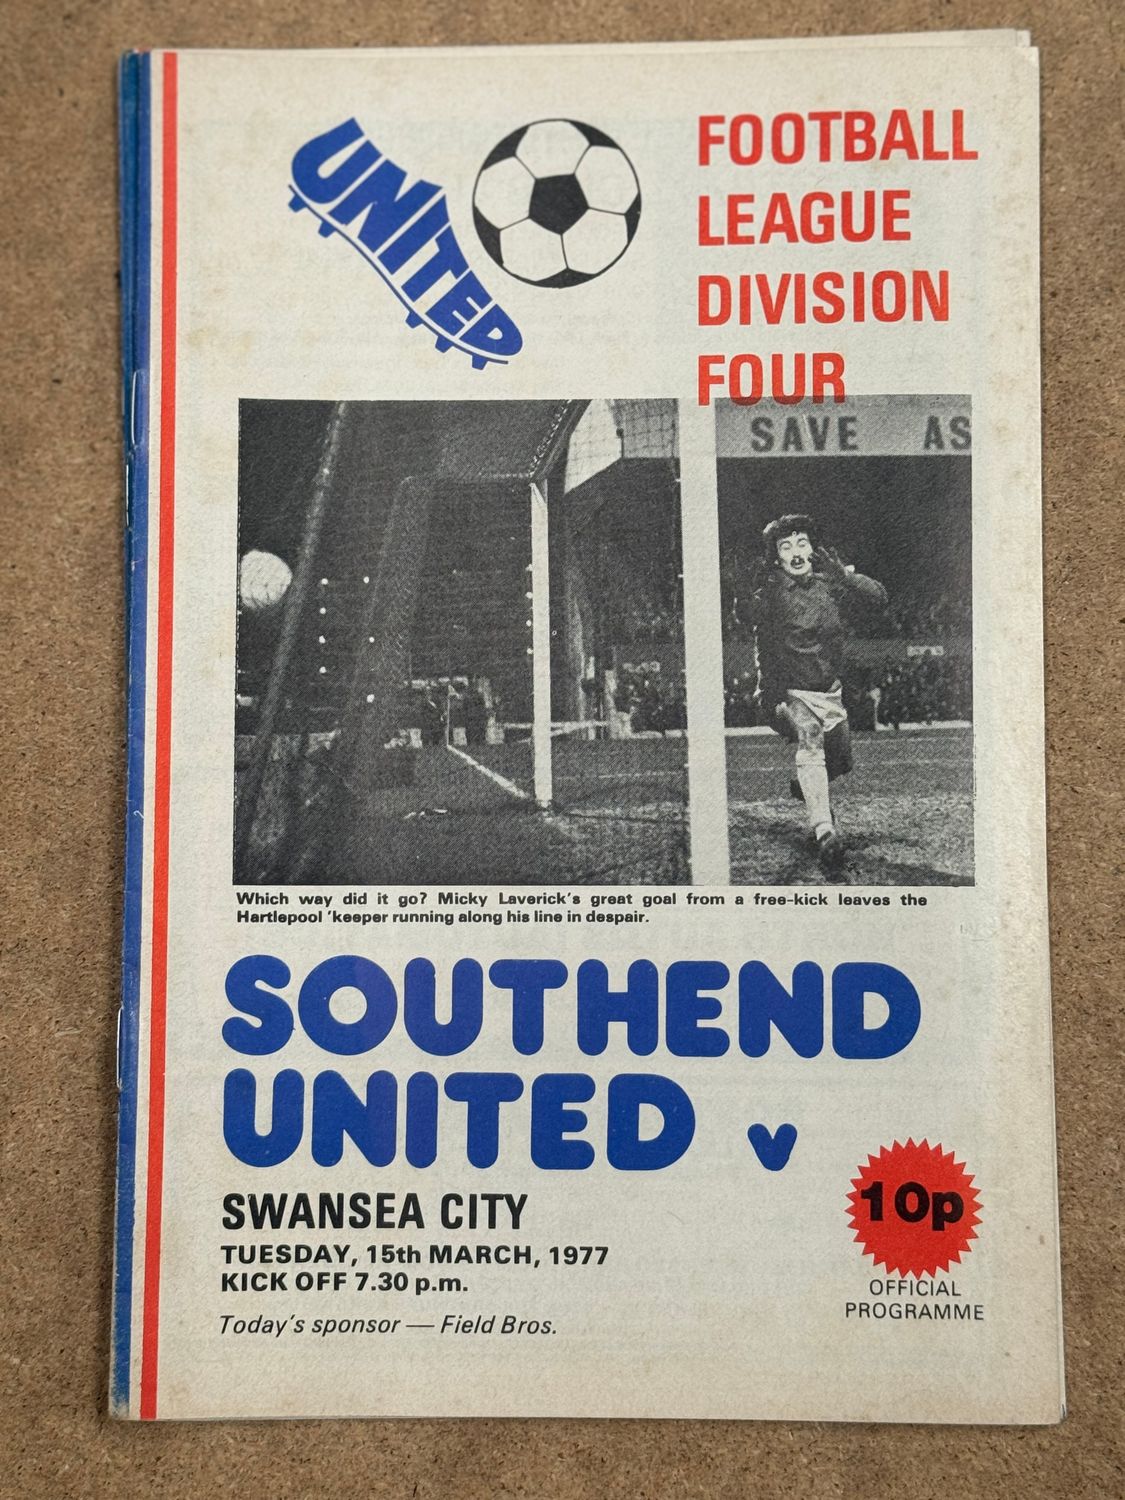 UNITED
FOOTBALL
LEAGUE
DIVISION
FOUR
SAVE AS
Which way did it go? Micky Laverick's great goal from a free-kick leaves the
Hartlepool 'keeper running along his line in despair.
SOUTHEND
UNITED v
SWANSEA CITY
TUESDAY, 15th MARCH, 1977
KICK OFF 7.30 p.m.
Today's sponsor — Field Bros.
10p
OFFICIAL
PROGRAMME